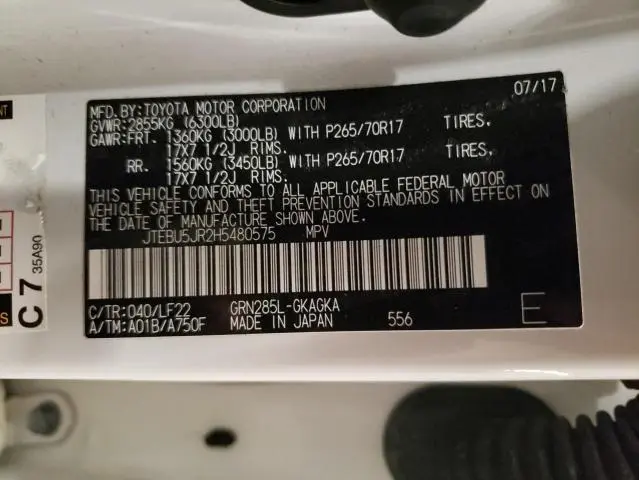 MFD. BY: TOYOTA MOTOR CORPORATION 07/17
GVWR: 2855KG (6300LB)
GAWR: FRT. 1360KG (3000LB) WITH P265/70R17 TIRES.
17X7 1/2J RIMS.
RR. 1560KG (3450LB) WITH P265/70R17 TIRES.
17X7 1/2J RIMS.
THIS VEHICLE CONFORMS TO ALL APPLICABLE FEDERAL MOTOR
VEHICLE SAFETY AND THEFT PREVENTION STANDARDS IN EFFECT ON
THE DATE OF MANUFACTURE SHOWN ABOVE.
JTEBU5JR2H5480575 MPV
C/TR: 040/LF22 GRN285L-GKAGKA
A/TM: A01B/A750F MADE IN JAPAN 556 E
NT
S
C 7
35A90